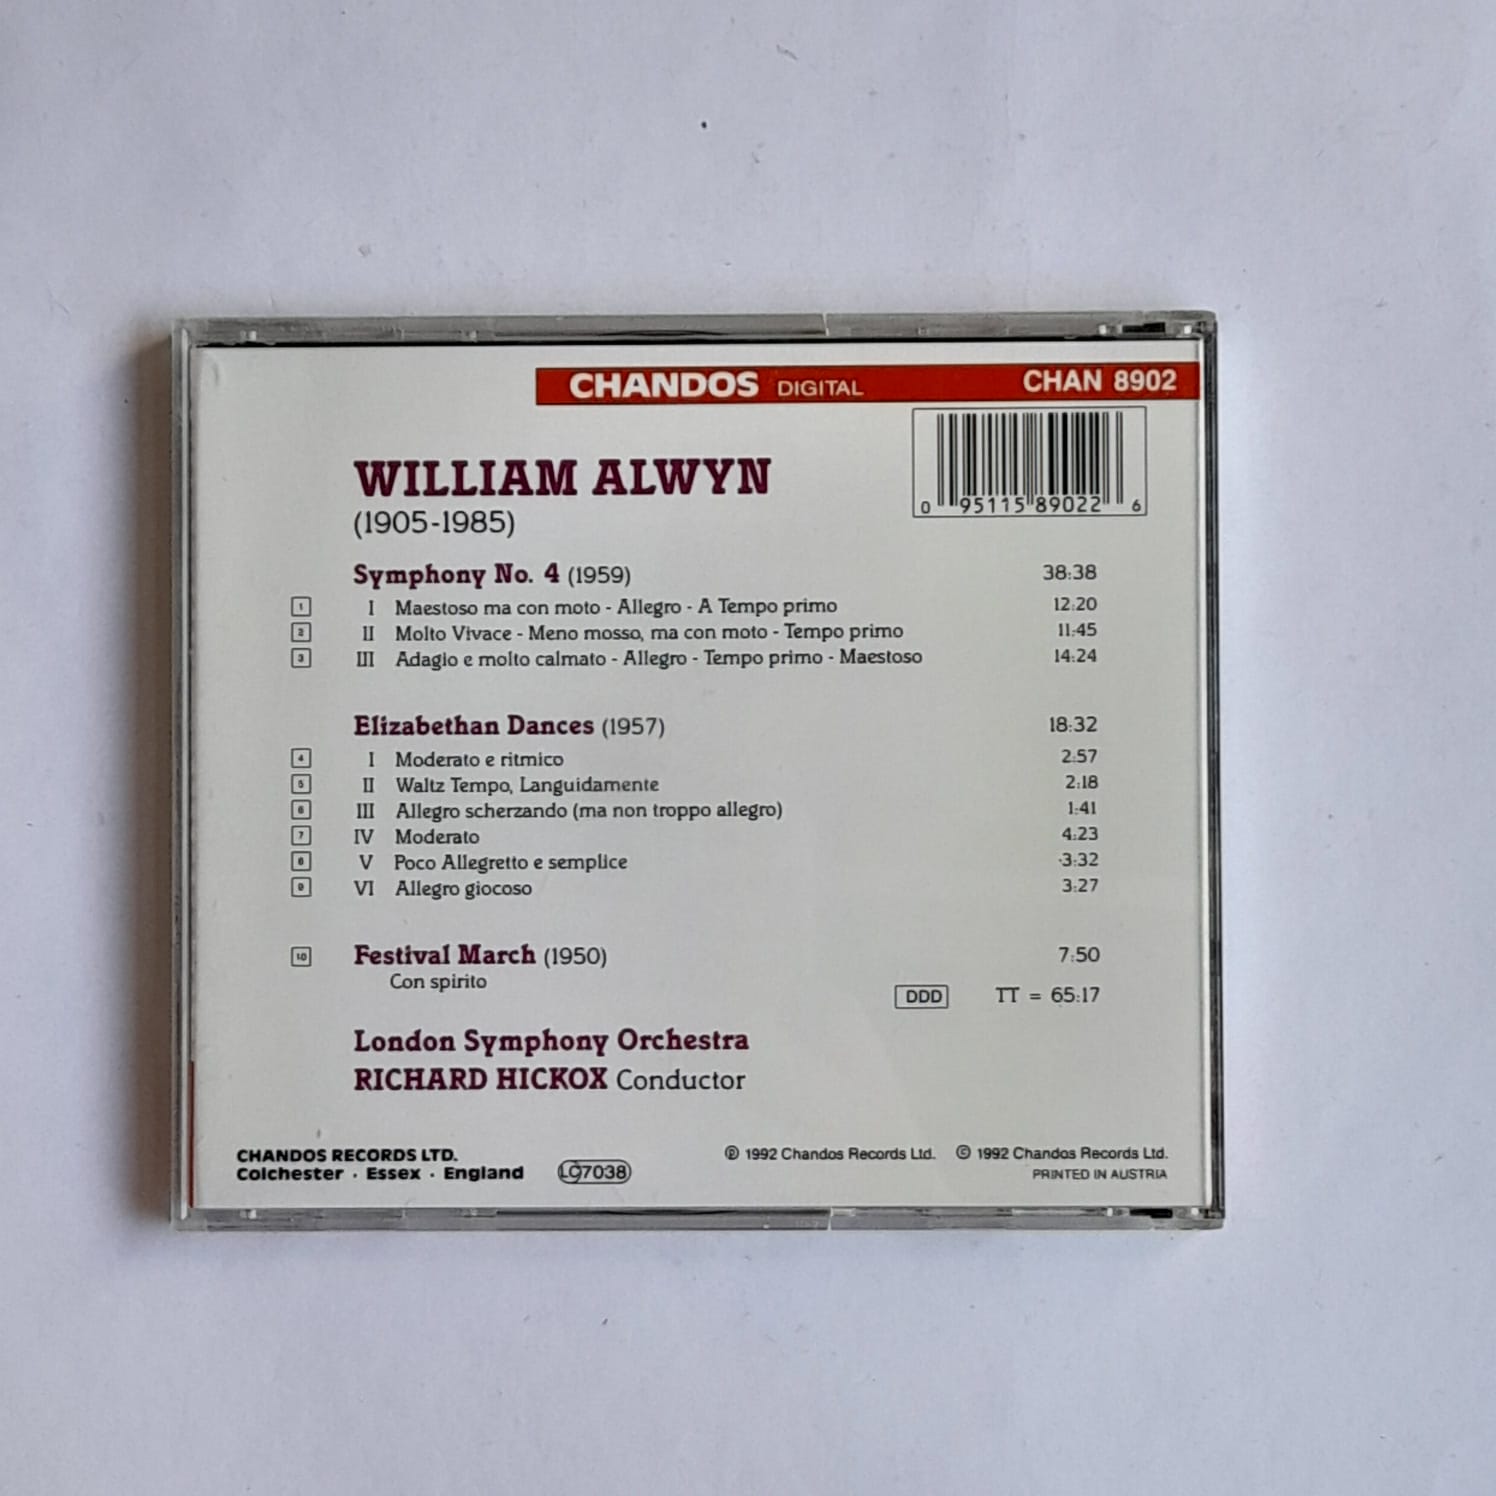 CHANDOS DIGITAL CHAN 8902
0 95115 89022 6
WILLIAM ALWYN
(1905-1985)
Symphony No. 4 (1959) 38:38
1 I Maestoso ma con moto - Allegro - A Tempo primo 12:20
2 II Molto Vivace - Meno mosso, ma con moto - Tempo primo 11:45
3 III Adagio e molto calmato - Allegro - Tempo primo - Maestoso 14:24
Elizabethan Dances (1957) 18:32
4 I Moderato e ritmico 2:57
5 II Waltz Tempo, Languidamente 2:18
6 III Allegro scherzando (ma non troppo allegro) 1:41
7 IV Moderato 4:23
8 V Poco Allegretto e semplice 3:32
9 VI Allegro giocoso 3:27
10 Festival March (1950) 7:50
Con spirito
DDD TT = 65:17
London Symphony Orchestra
RICHARD HICKOX Conductor
CHANDOS RECORDS LTD. ℗ 1992 Chandos Records Ltd. © 1992 Chandos Records Ltd.
Colchester · Essex · England LC7038 PRINTED IN AUSTRIA